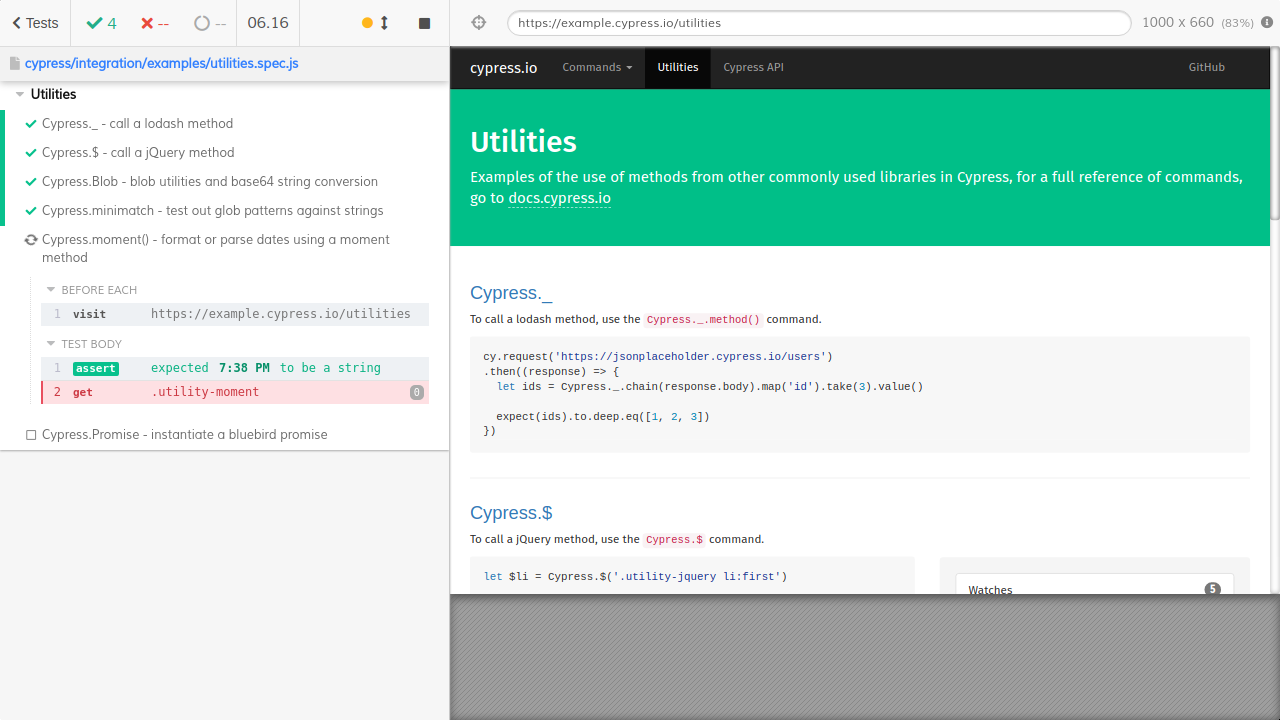 Tests
4
--
--
06.16
https://example.cypress.io/utilities
1000 x 660 (83%)
cypress/integration/examples/utilities.spec.js
Utilities
Cypress._ - call a lodash method
Cypress.$ - call a jQuery method
Cypress.Blob - blob utilities and base64 string conversion
Cypress.minimatch - test out glob patterns against strings
Cypress.moment() - format or parse dates using a moment
method
BEFORE EACH
1 visit https://example.cypress.io/utilities
TEST BODY
1 assert expected 7:38 PM to be a string
2 get .utility-moment 0
Cypress.Promise - instantiate a bluebird promise
cypress.io Commands Utilities Cypress API GitHub
Utilities
Examples of the use of methods from other commonly used libraries in Cypress, for a full reference of commands,
go to docs.cypress.io
Cypress._
To call a lodash method, use the Cypress._.method() command.
cy.request('https://jsonplaceholder.cypress.io/users')
.then((response) => {
let ids = Cypress._.chain(response.body).map('id').take(3).value()
expect(ids).to.deep.eq([1, 2, 3])
})
Cypress.$
To call a jQuery method, use the Cypress.$ command.
let $li = Cypress.$('.utility-jquery li:first')
Watches 5